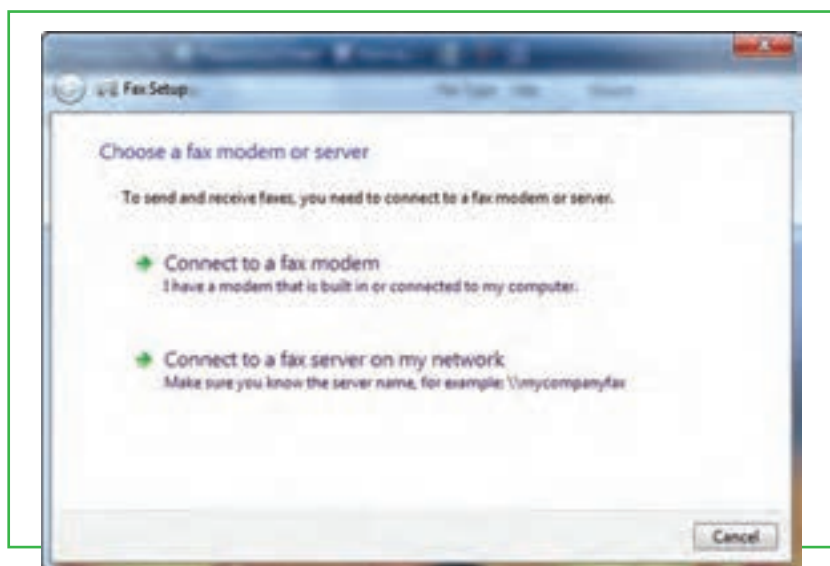 Fax Setup
Choose a fax modem or server
To send and receive faxes, you need to connect to a fax modem or server.
Connect to a fax modem
I have a modem that is built in or connected to my computer.
Connect to a fax server on my network
Make sure you know the server name, for example: \\mycompanyfax
Cancel